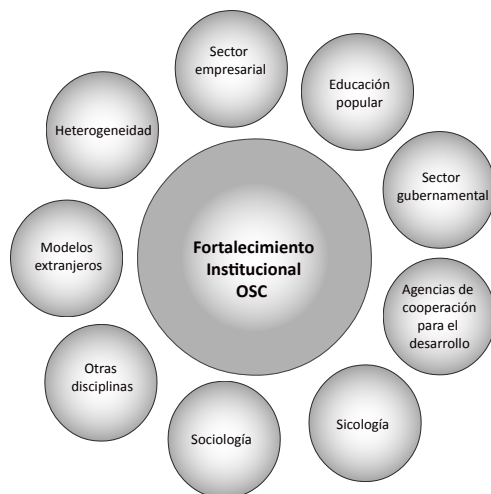 Sector
empresarial
Educación
popular
Heterogeneidad
Sector
gubernamental
Modelos
extranjeros
Fortalecimiento
Institucional
OSC
Agencias de
cooperación
para el
desarrollo
Otras
disciplinas
Sociología
Sicología